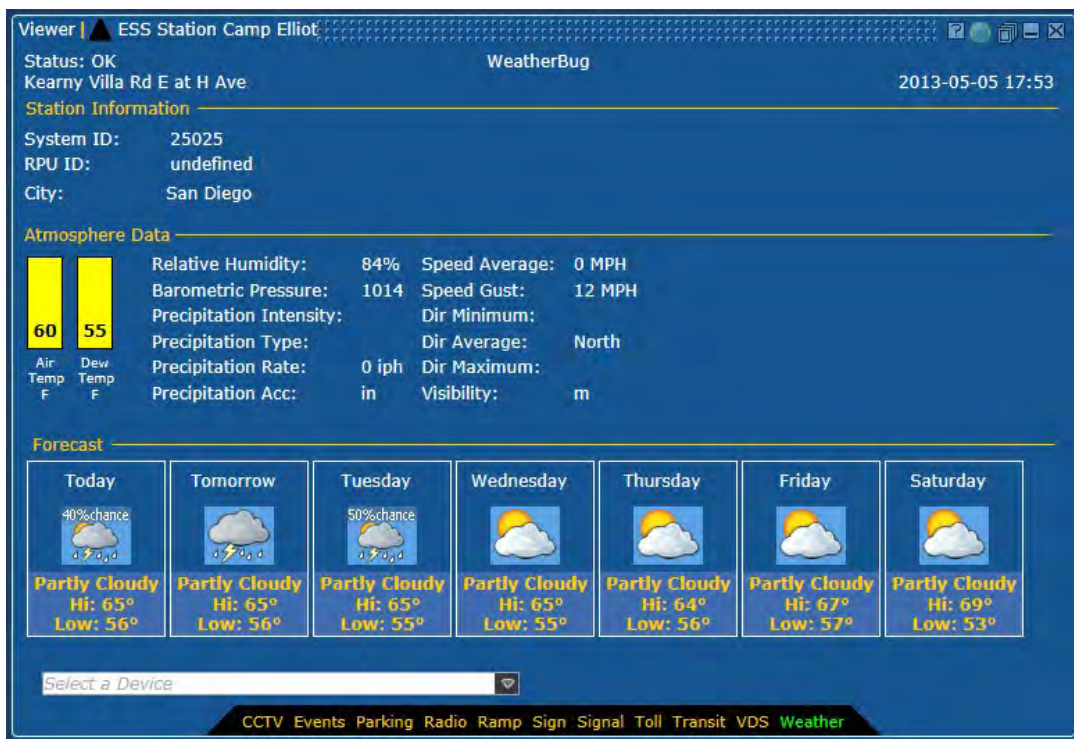 Viewer | ESS Station Camp Elliot
Status: OK WeatherBug
Kearny Villa Rd E at H Ave 2013-05-05 17:53
Station Information
System ID: 25025
RPU ID: undefined
City: San Diego
Atmosphere Data
Relative Humidity: 84% Speed Average: 0 MPH
Barometric Pressure: 1014 Speed Gust: 12 MPH
Precipitation Intensity: Dir Minimum:
60 55 Precipitation Type: Dir Average: North
Air Temp F Dew Temp F
Precipitation Rate: 0 iph Dir Maximum:
Precipitation Acc: in Visibility: m
Forecast
Today Tomorrow Tuesday Wednesday Thursday Friday Saturday
40%chance 50%chance
Partly Cloudy Partly Cloudy Partly Cloudy Partly Cloudy Partly Cloudy Partly Cloudy Partly Cloudy
Hi: 65° Hi: 65° Hi: 65° Hi: 65° Hi: 64° Hi: 67° Hi: 69°
Low: 56° Low: 56° Low: 55° Low: 55° Low: 56° Low: 57° Low: 53°
Select a Device
CCTV Events Parking Radio Ramp Sign Signal Toll Transit VDS Weather